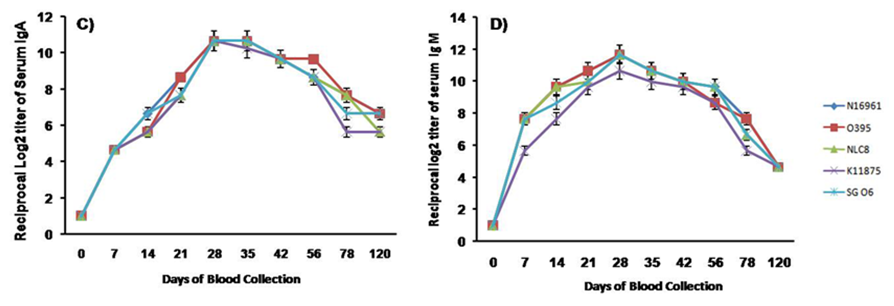 C)
Reciprocal Log2 titer of Serum IgA
12
10
8
6
4
2
0
0 7 14 21 28 35 42 56 78 120
Days of Blood Collection
D)
Reciprocal log2 titer of serum Ig M
14
12
10
8
6
4
2
0
0 7 14 21 28 35 42 56 78 120
Days of Blood Collection
N16961
O395
NLC8
K11875
SG O6